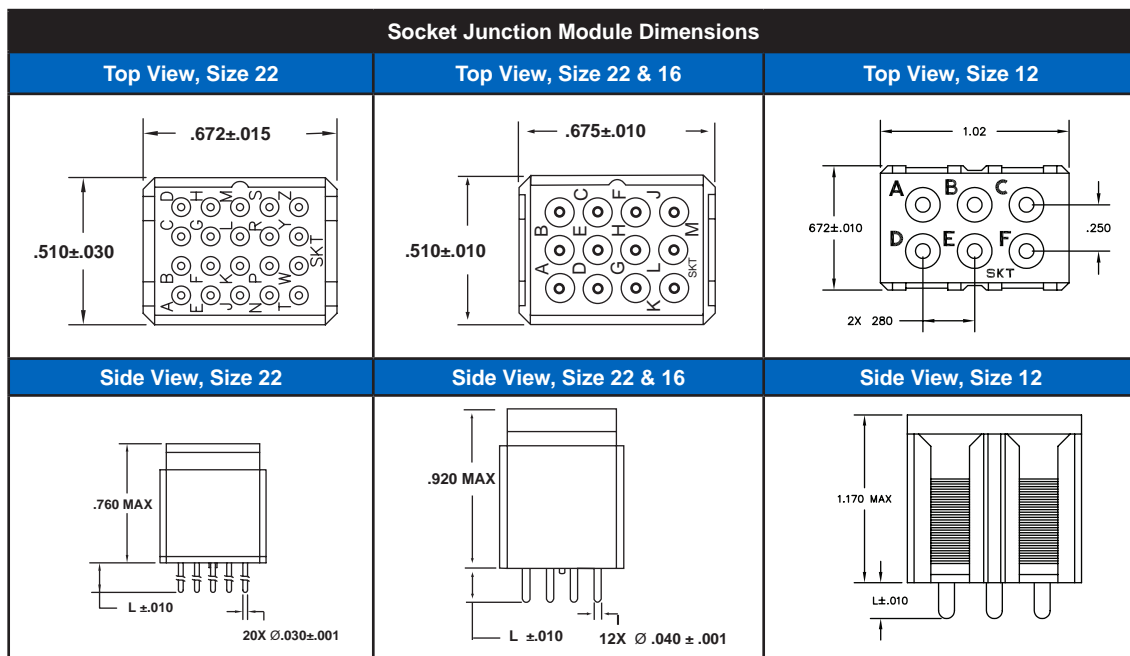 Socket Junction Module Dimensions
Top View, Size 22
Top View, Size 22 & 16
Top View, Size 12
.672±.015
.510±.030
D H M S Z
C G L R Y
B F K P W
A E J N T
SKT
.675±.010
.510±.010
C F J
B E H M
A D G L
K
SKT
1.02
672±.010
A B C
D E F
SKT
.250
2X 280
Side View, Size 22
Side View, Size 22 & 16
Side View, Size 12
.760 MAX
L ±.010
20X Ø.030±.001
.920 MAX
L ±.010
12X Ø .040 ± .001
1.170 MAX
L±.010